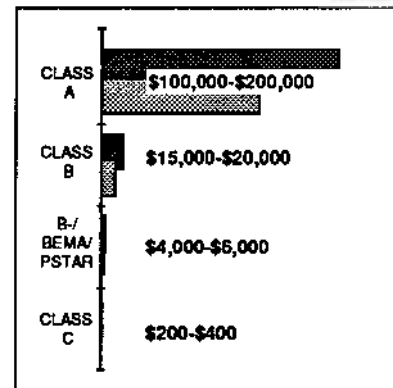 CLASS
A
$100,000-$200,000
CLASS
B
$15,000-$20,000
B-/
BEMA/
PSTAR
$4,000-$6,000
CLASS
C
$200-$400